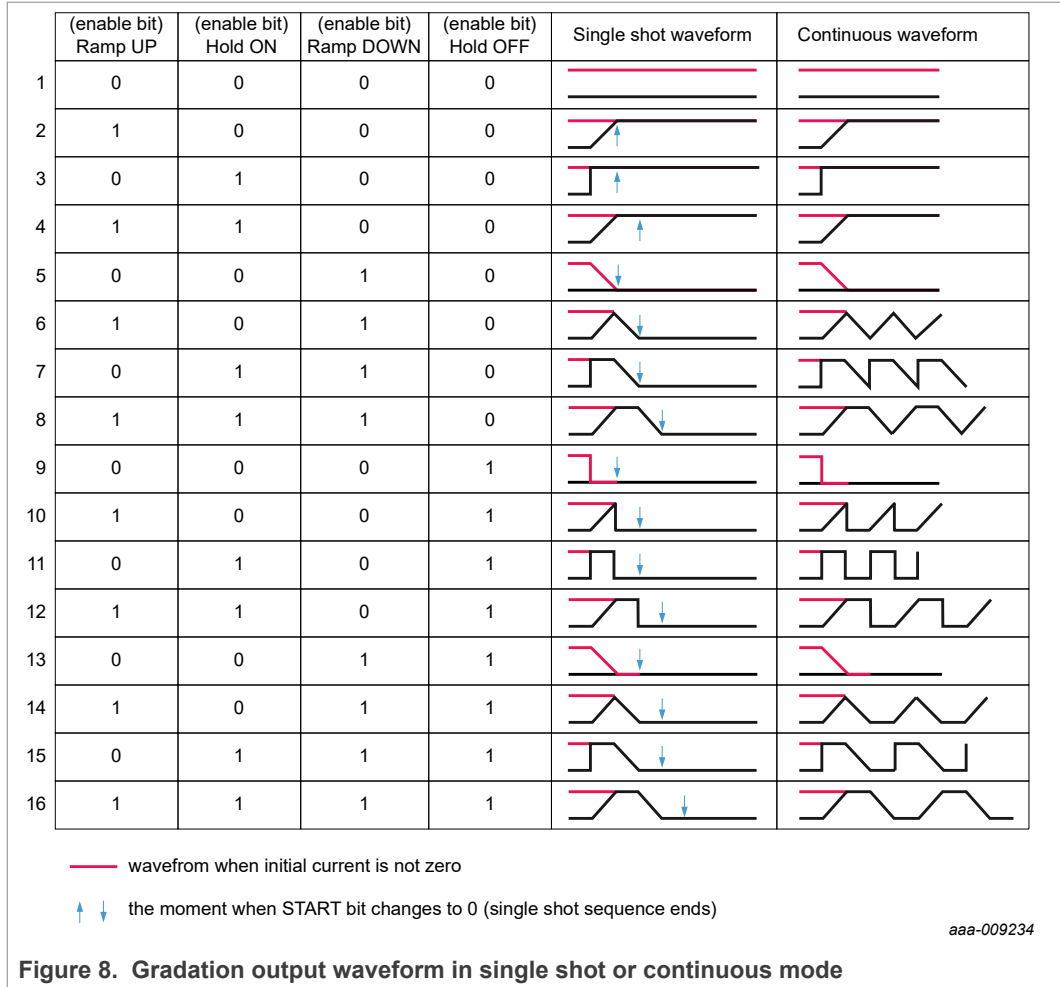 (enable bit) Ramp UP | (enable bit) Hold ON | (enable bit) Ramp DOWN | (enable bit) Hold OFF | Single shot waveform | Continuous waveform
1 0 0 0 0
2 1 0 0 0
3 0 1 0 0
4 1 1 0 0
5 0 0 1 0
6 1 0 1 0
7 0 1 1 0
8 1 1 1 0
9 0 0 0 1
10 1 0 0 1
11 0 1 0 1
12 1 1 0 1
13 0 0 1 1
14 1 0 1 1
15 0 1 1 1
16 1 1 1 1
wavefrom when initial current is not zero
the moment when START bit changes to 0 (single shot sequence ends)
aaa-009234
Figure 8. Gradation output waveform in single shot or continuous mode